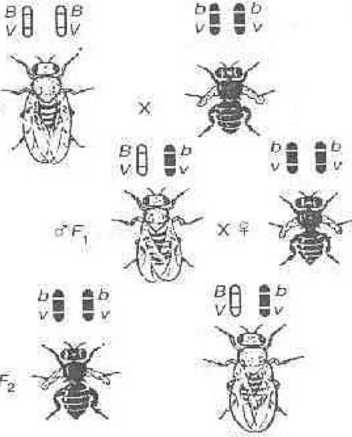 B B b b
v v v v
x
B b b b
v v v v
♂F₁ x ♀
b b B b
v v v v
F₂